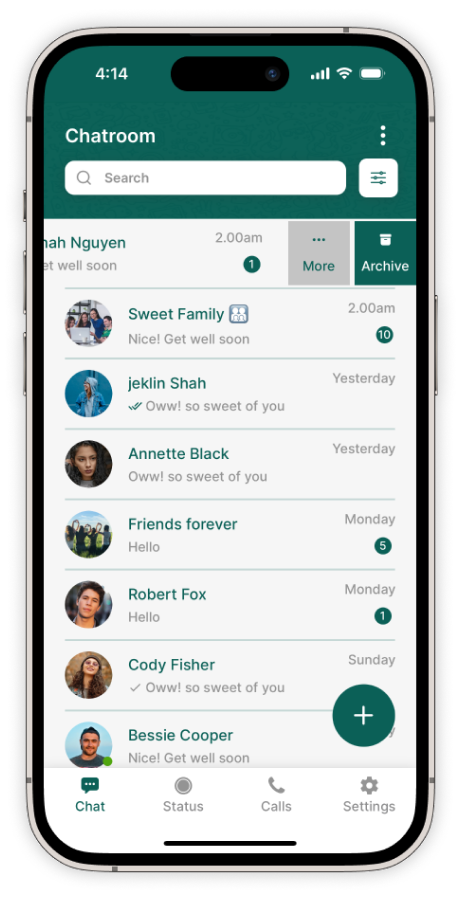 4:14
Chatroom
Search
nah Nguyen
2.00am
More
Archive
et well soon
1
Sweet Family
2.00am
Nice! Get well soon
10
jeklin Shah
Yesterday
Oww! so sweet of you
Annette Black
Yesterday
Oww! so sweet of you
Friends forever
Monday
Hello
5
Robert Fox
Monday
Hello
1
Cody Fisher
Sunday
Oww! so sweet of you
Bessie Cooper
Nice! Get well soon
Chat
Status
Calls
Settings